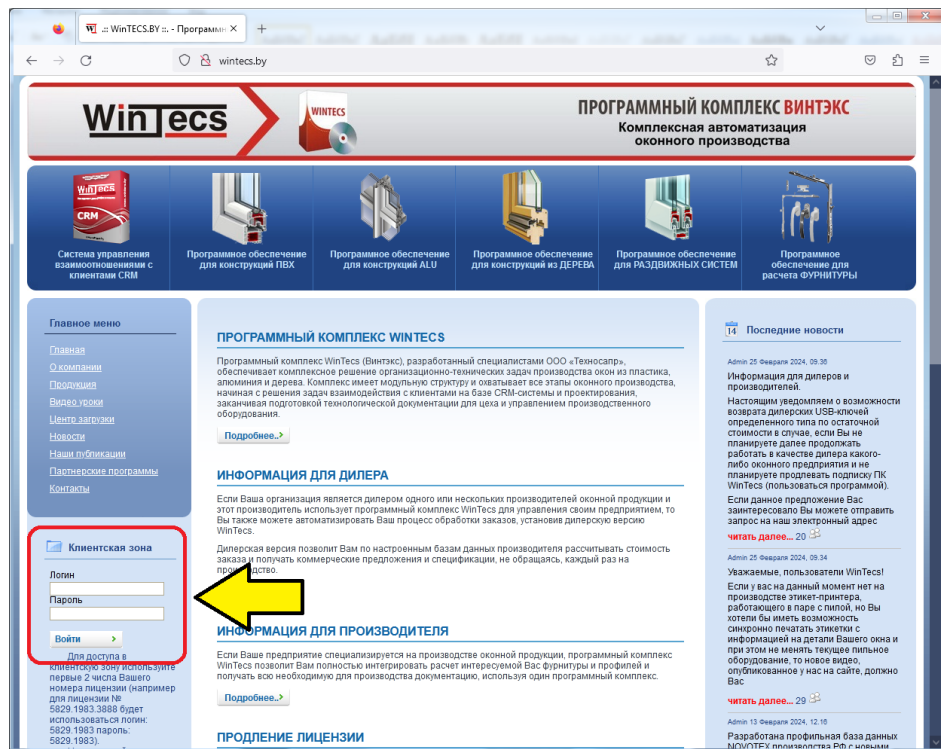 .:: WinTECS.BY ::. - Программн
wintecs.by
WinTecs
WINTECS
ПРОГРАММНЫЙ КОМПЛЕКС ВИНТЭКС
Комплексная автоматизация
оконного производства
WinTecs
CRM
Система управления
взаимоотношениями с
клиентами CRM
Программное обеспечение
для конструкций ПВХ
Программное обеспечение
для конструкций ALU
Программное обеспечение
для конструкций из ДЕРЕВА
Программное обеспечение
для РАЗДВИЖНЫХ СИСТЕМ
Программное
обеспечение для
расчета ФУРНИТУРЫ
Главное меню
Главная
О компании
Продукция
Видео уроки
Центр загрузки
Новости
Наши публикации
Партнерские программы
Контакты
Клиентская зона
Логин
Пароль
Войти
Для доступа в
клиентскую зону используйте
первые 2 числа Вашего
номера лицензии (например
для лицензии №
5829.1983.3888 будет
использоваться логин:
5829.1983 пароль:
5829.1983).
ПРОГРАММНЫЙ КОМПЛЕКС WINTECS
Программный комплекс WinTecs (Винтэкс), разработанный специалистами ООО «Техносапр»,
обеспечивает комплексное решение организационно-технических задач производства окон из пластика,
алюминия и дерева. Комплекс имеет модульную структуру и охватывает все этапы оконного производства,
начиная с решения задач взаимодействия с клиентами на базе CRM-системы и проектирования,
заканчивая подготовкой технологической документации для цеха и управлением производственного
оборудования.
Подробнее..
ИНФОРМАЦИЯ ДЛЯ ДИЛЕРА
Если Ваша организация является дилером одного или нескольких производителей оконной продукции и
этот производитель использует программный комплекс WinTecs для управления своим предприятием, то
Вы также можете автоматизировать Ваш процесс обработки заказов, установив дилерскую версию
WinTecs.
Дилерская версия позволит Вам по настроенным базам данных производителя рассчитывать стоимость
заказа и получать коммерческие предложения и спецификации, не обращаясь, каждый раз на
производство.
ИНФОРМАЦИЯ ДЛЯ ПРОИЗВОДИТЕЛЯ
Если Ваше предприятие специализируется на производстве оконной продукции, программный комплекс
WinTecs позволит Вам полностью интегрировать расчет интересуемой Вас фурнитуры и профилей и
получать всю необходимую для производства документацию, используя один программный комплекс.
Подробнее..
ПРОДЛЕНИЕ ЛИЦЕНЗИИ
14 Последние новости
Admin 25 Февраля 2024, 09.36
Информация для дилеров и
производителей.
Настоящим уведомляем о возможности
возврата дилерских USB-ключей
определенного типа по остаточной
стоимости в случае, если Вы не
планируете далее продолжать
работать в качестве дилера какого-
либо оконного предприятия и не
планируете продлевать подписку ПК
WinTecs (пользоваться программой).
Если данное предложение Вас
заинтересовало Вы можете отправить
запрос на наш электронный адрес
читать далее... 20
Admin 25 Февраля 2024, 09.34
Уважаемые, пользователи WinTecs!
Если у вас на данный момент нет на
производстве этикет-принтера,
работающего в паре с пилой, но Вы
хотели бы иметь возможность
синхронно печатать этикетки с
информацией на детали Вашего окна и
при этом не менять текущее пильное
оборудование, то новое видео,
опубликованное у нас на сайте, должно
Вас
читать далее... 29
Admin 13 Февраля 2024, 12.16
Разработана профильная база данных
NOVOTEX производства РФ с новыми